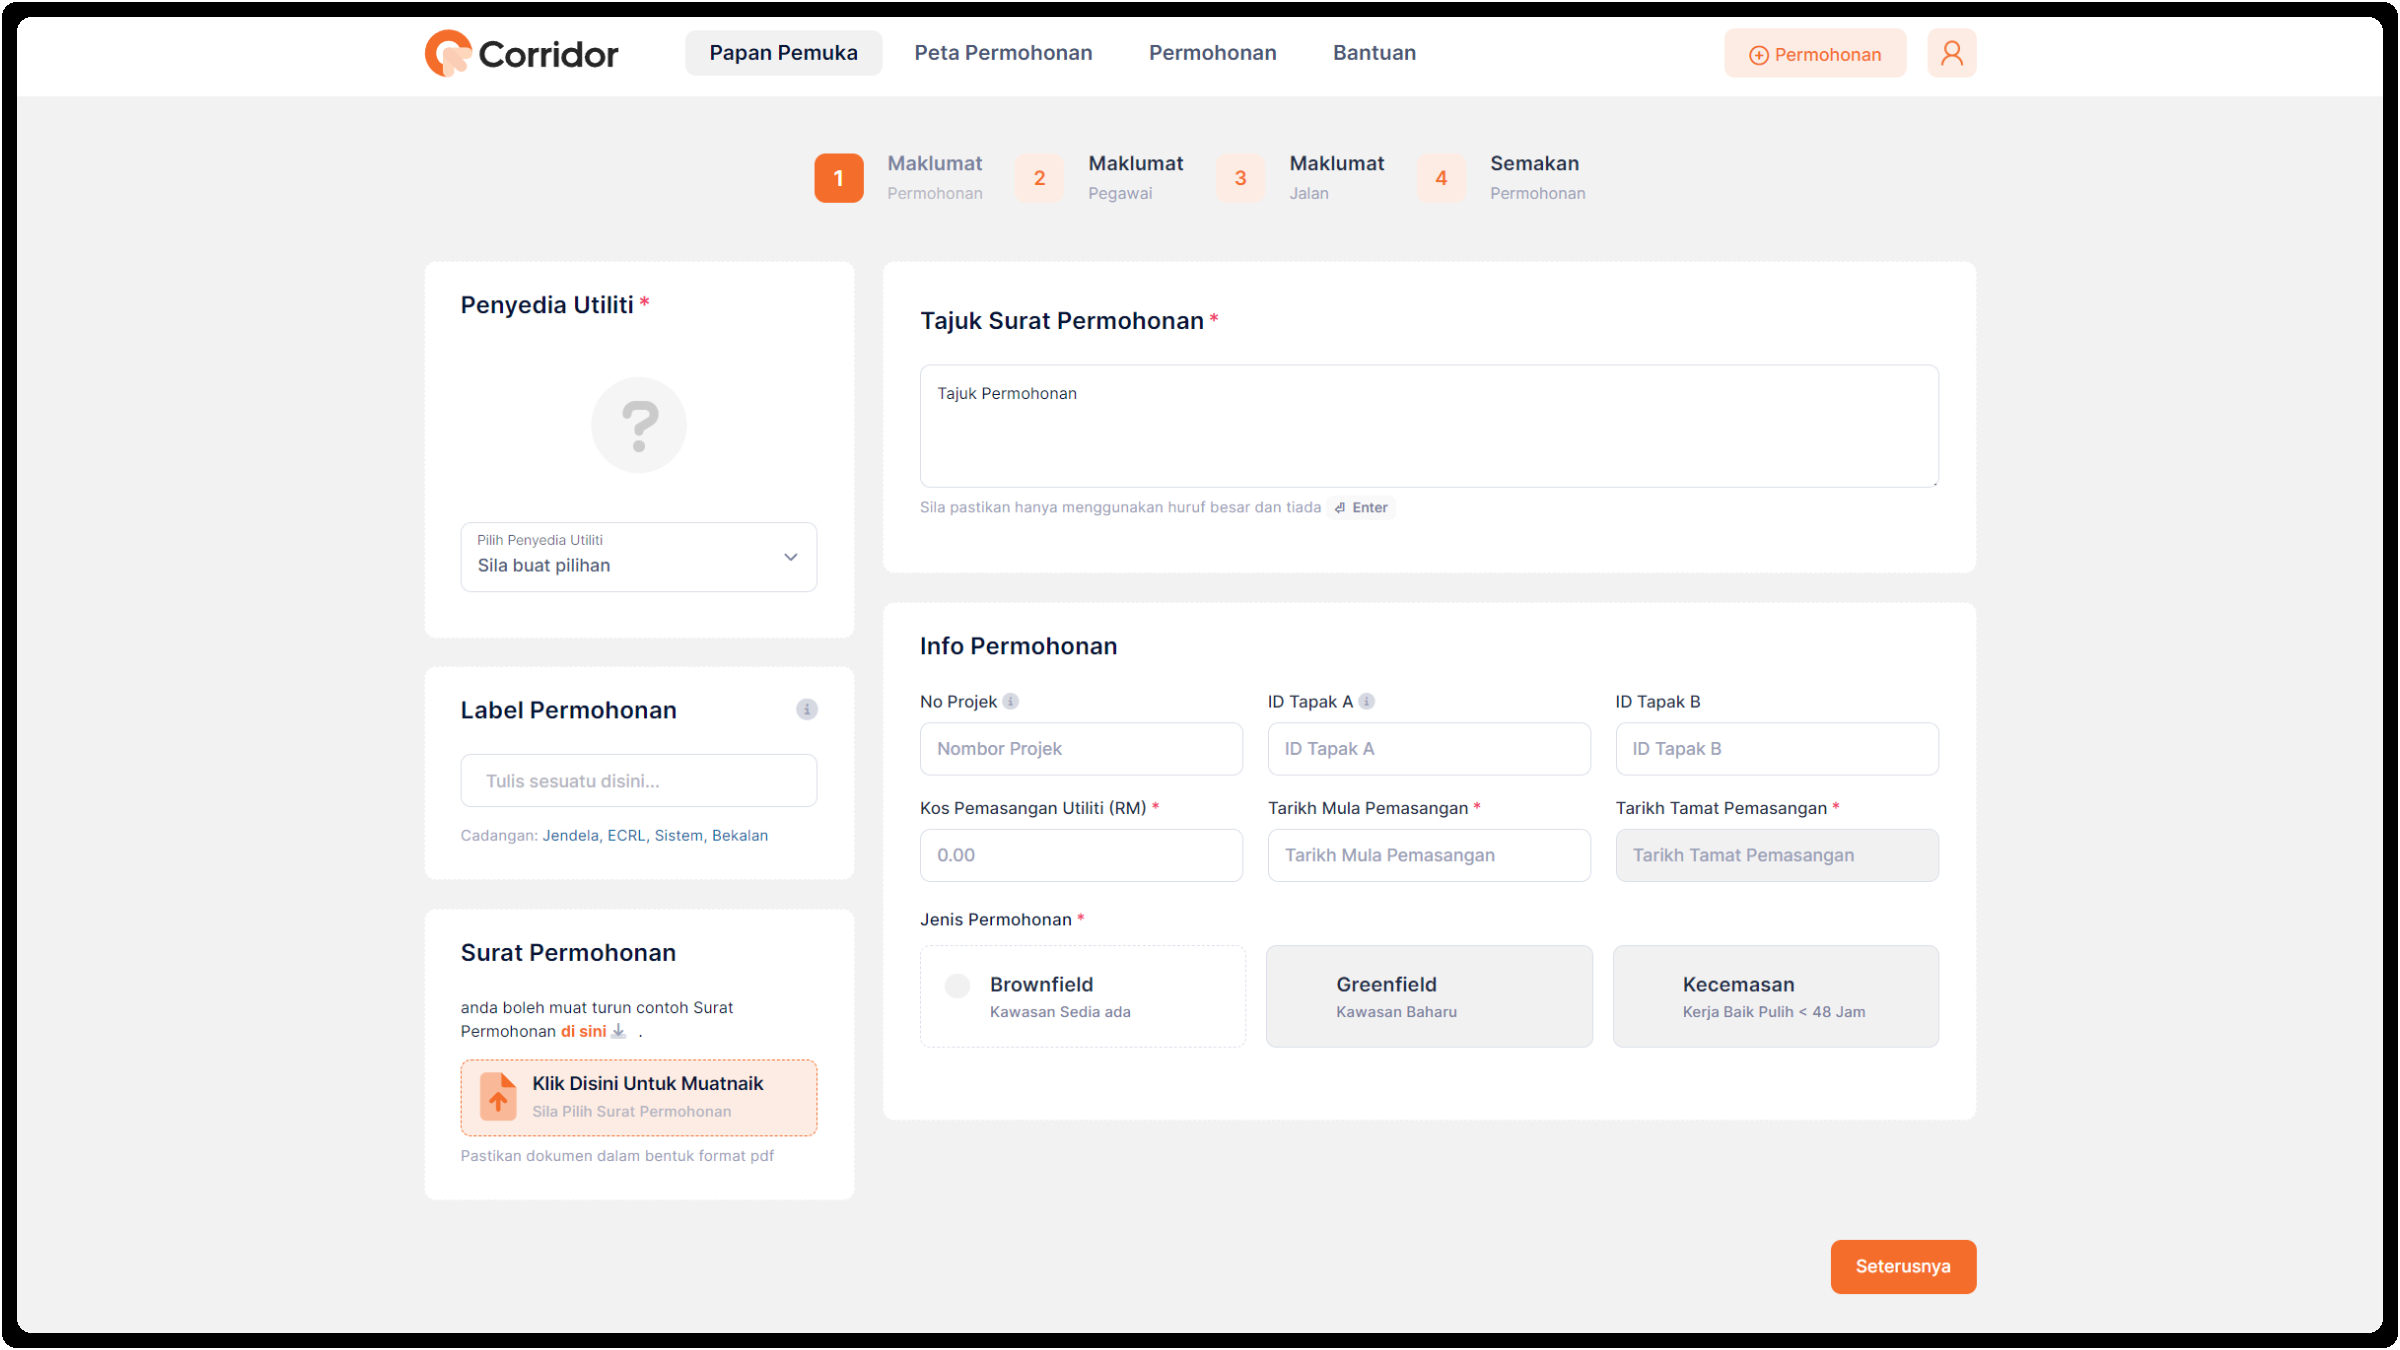 Corridor
Papan Pemuka
Peta Permohonan
Permohonan
Bantuan
Permohonan
1
Maklumat
Permohonan
2
Maklumat
Pegawai
3
Maklumat
Jalan
4
Semakan
Permohonan
Penyedia Utiliti *
?
Pilih Penyedia Utiliti
Sila buat pilihan
Label Permohonan
Tulis sesuatu disini...
Cadangan: Jendela, ECRL, Sistem, Bekalan
Surat Permohonan
anda boleh muat turun contoh Surat
Permohonan di sini .
Klik Disini Untuk Muatnaik
Sila Pilih Surat Permohonan
Pastikan dokumen dalam bentuk format pdf
Tajuk Surat Permohonan *
Tajuk Permohonan
Sila pastikan hanya menggunakan huruf besar dan tiada ⏎ Enter
Info Permohonan
No Projek
ID Tapak A
ID Tapak B
Nombor Projek
ID Tapak A
ID Tapak B
Kos Pemasangan Utiliti (RM) *
Tarikh Mula Pemasangan *
Tarikh Tamat Pemasangan *
0.00
Tarikh Mula Pemasangan
Tarikh Tamat Pemasangan
Jenis Permohonan *
Brownfield
Kawasan Sedia ada
Greenfield
Kawasan Baharu
Kecemasan
Kerja Baik Pulih < 48 Jam
Seterusnya